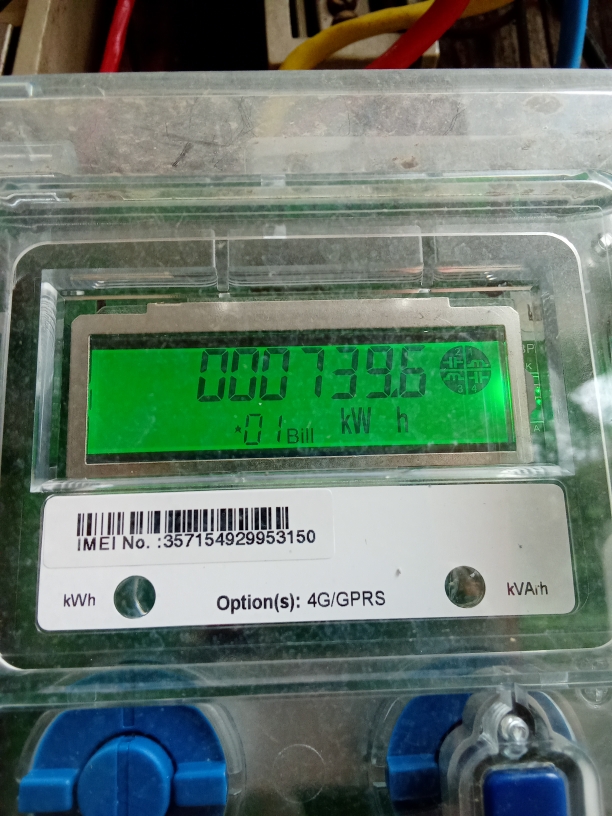 000739.6
*01 Bill kW h
IMEI No. :357154929953150
kWh
Option(s): 4G/GPRS
kVArh